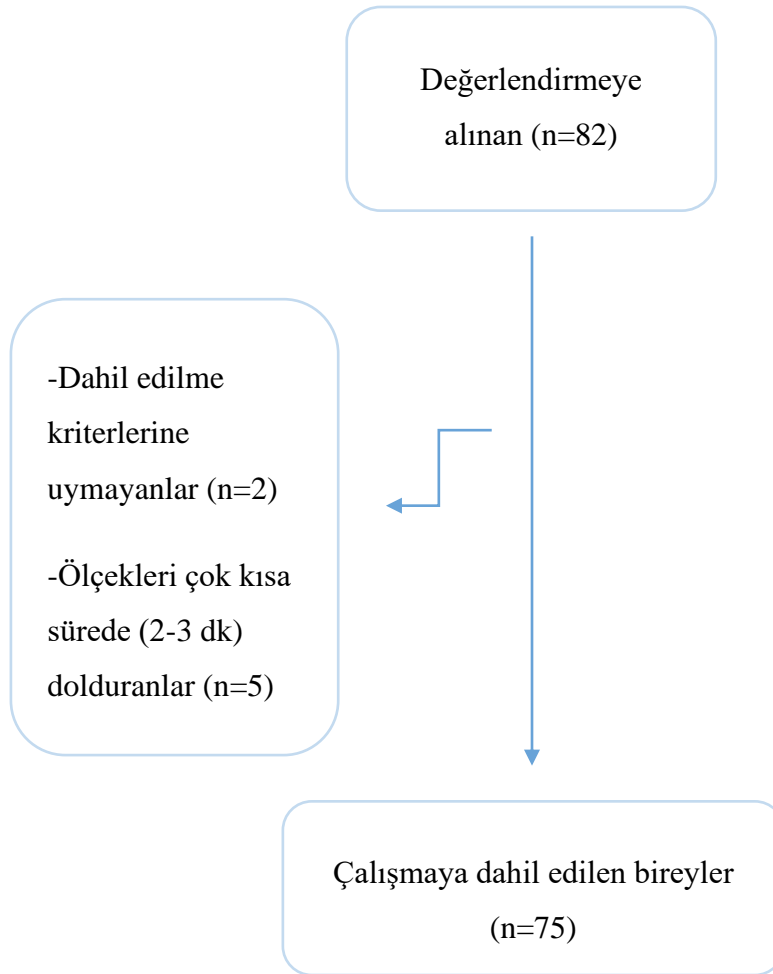 Değerlendirmeye
alınan (n=82)
-Dahil edilme
kriterlerine
uymayanlar (n=2)
-Ölçekleri çok kısa
sürede (2-3 dk)
dolduranlar (n=5)
Çalışmaya dahil edilen bireyler
(n=75)